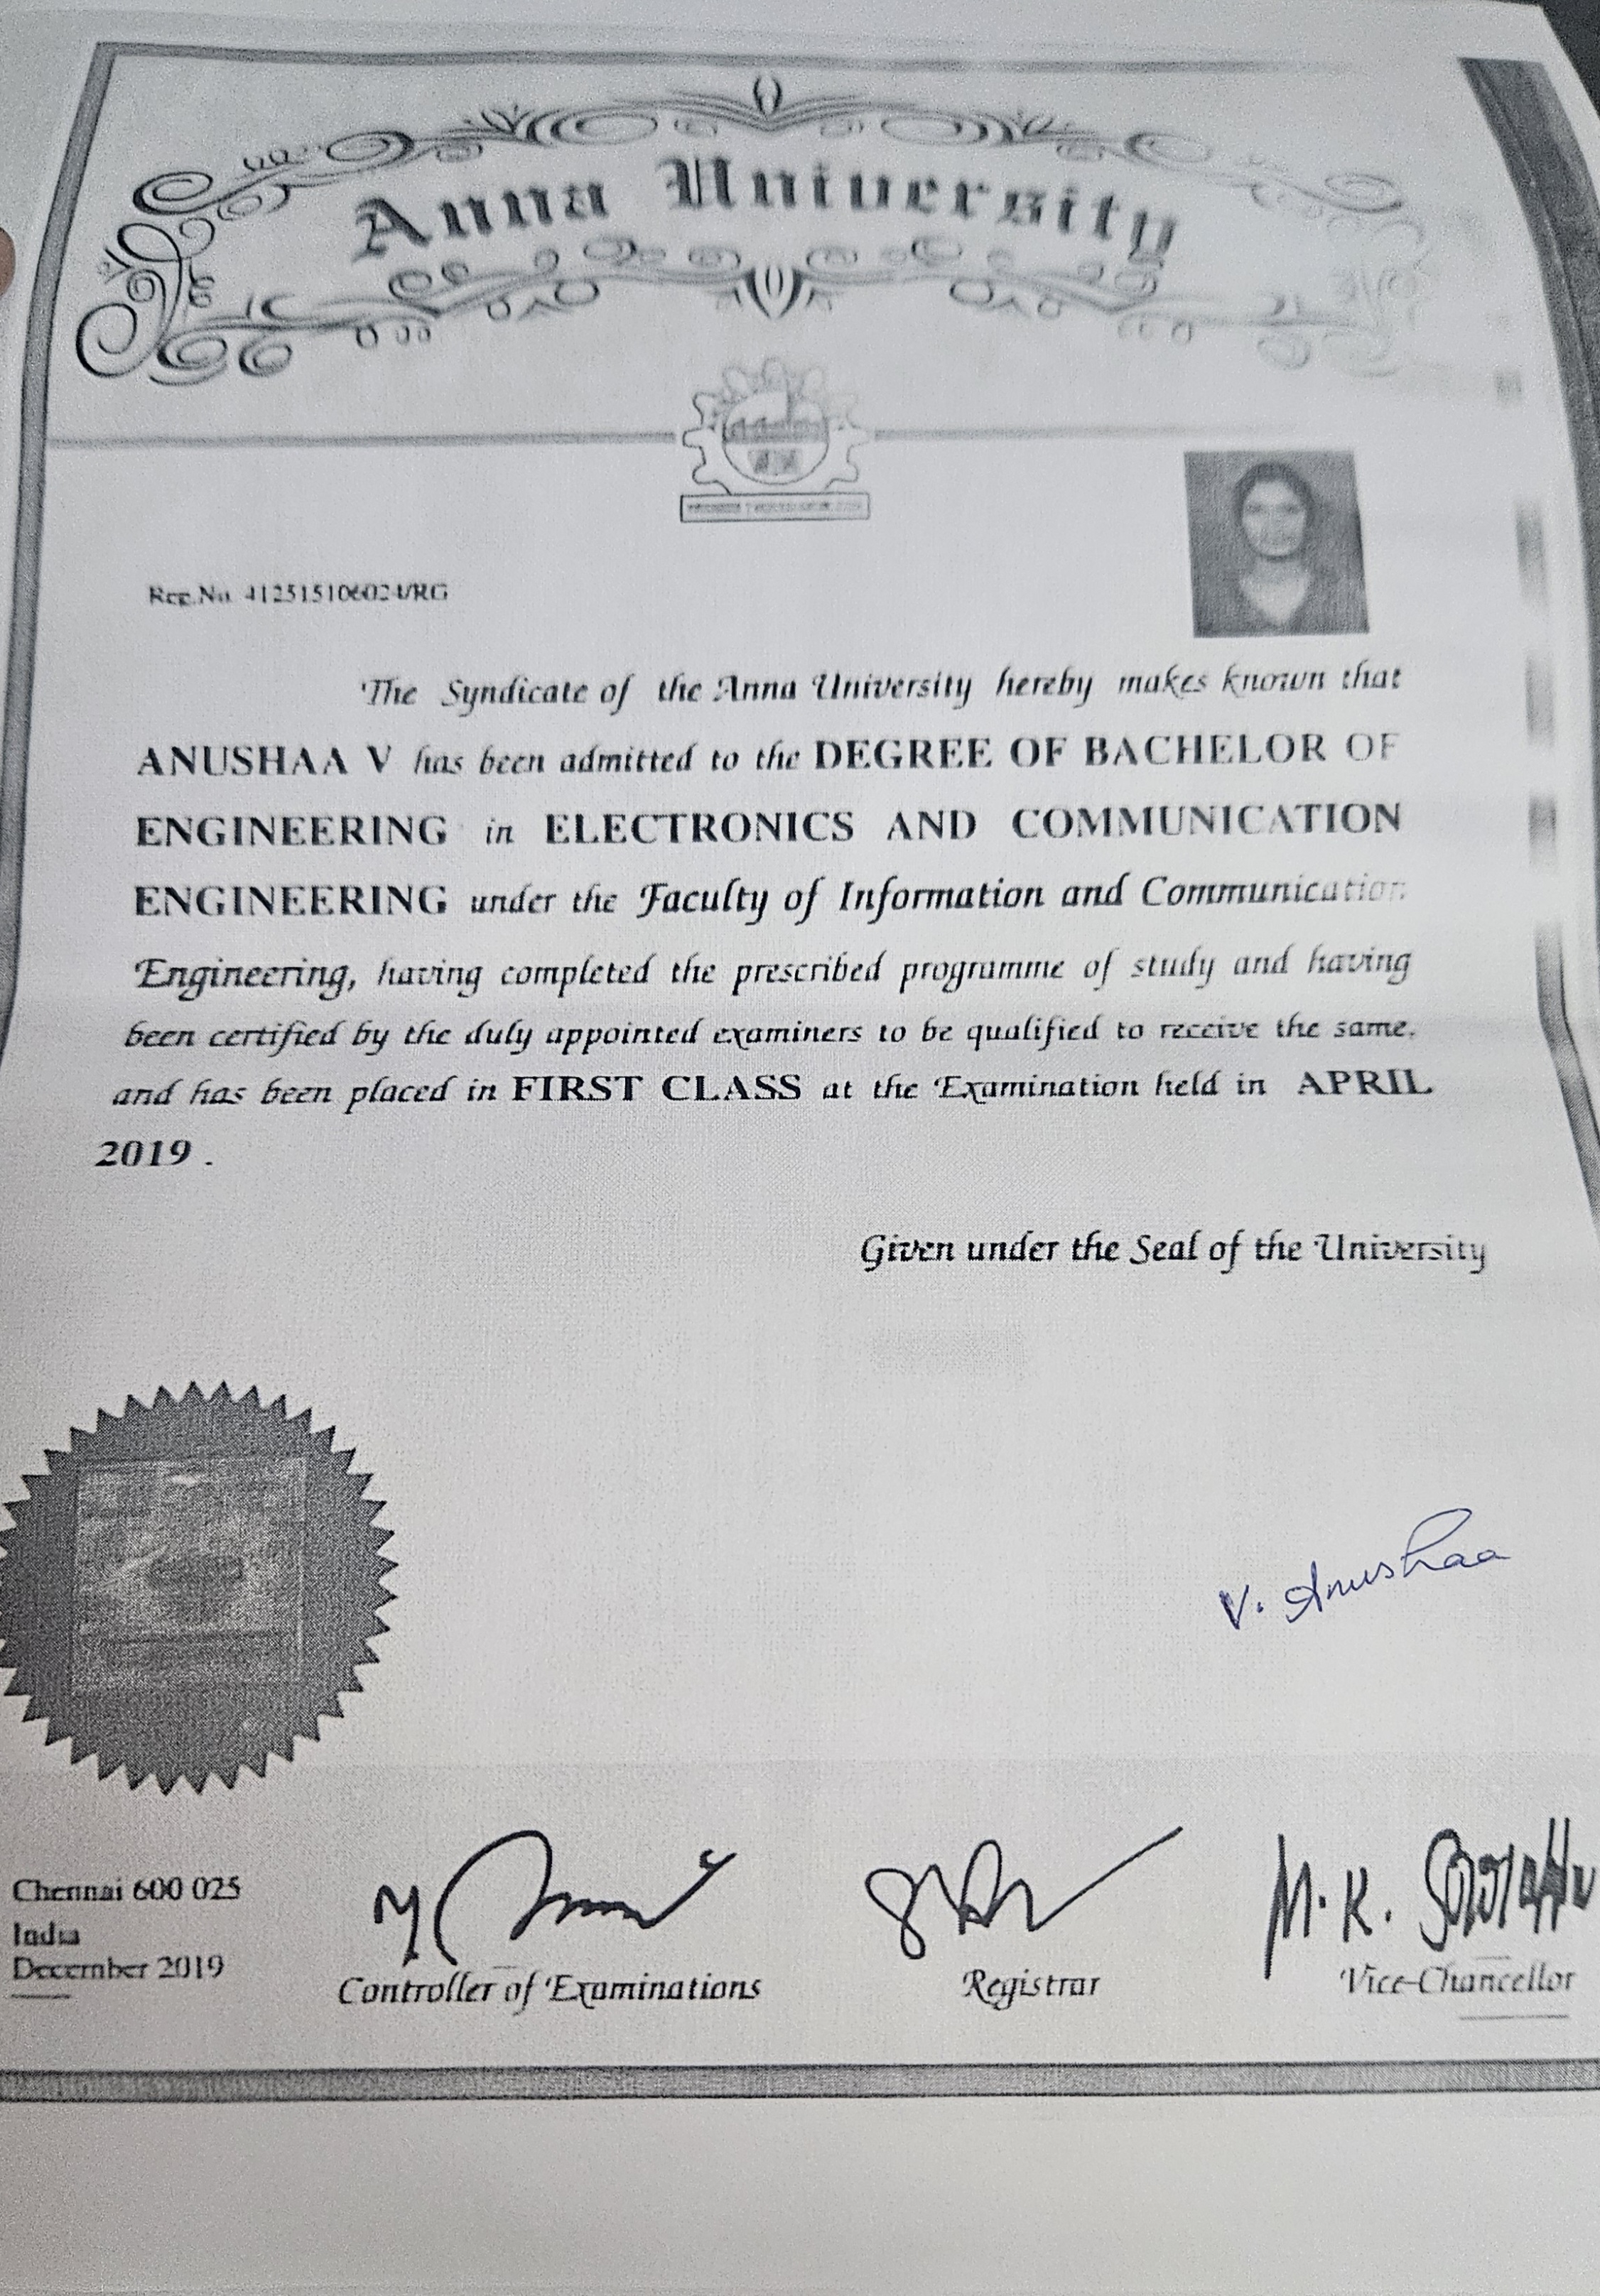 Anna University
Reg.No. 412515106024/RG
The Syndicate of the Anna University hereby makes known that
ANUSHAA V has been admitted to the DEGREE OF BACHELOR OF
ENGINEERING in ELECTRONICS AND COMMUNICATION
ENGINEERING under the Faculty of Information and Communication
Engineering, having completed the prescribed programme of study and having
been certified by the duly appointed examiners to be qualified to receive the same,
and has been placed in FIRST CLASS at the Examination held in APRIL
2019 .
Given under the Seal of the University
V. Anushaa
Chennai 600 025
India
December 2019
Controller of Examinations
Registrar
M. K.
Vice-Chancellor